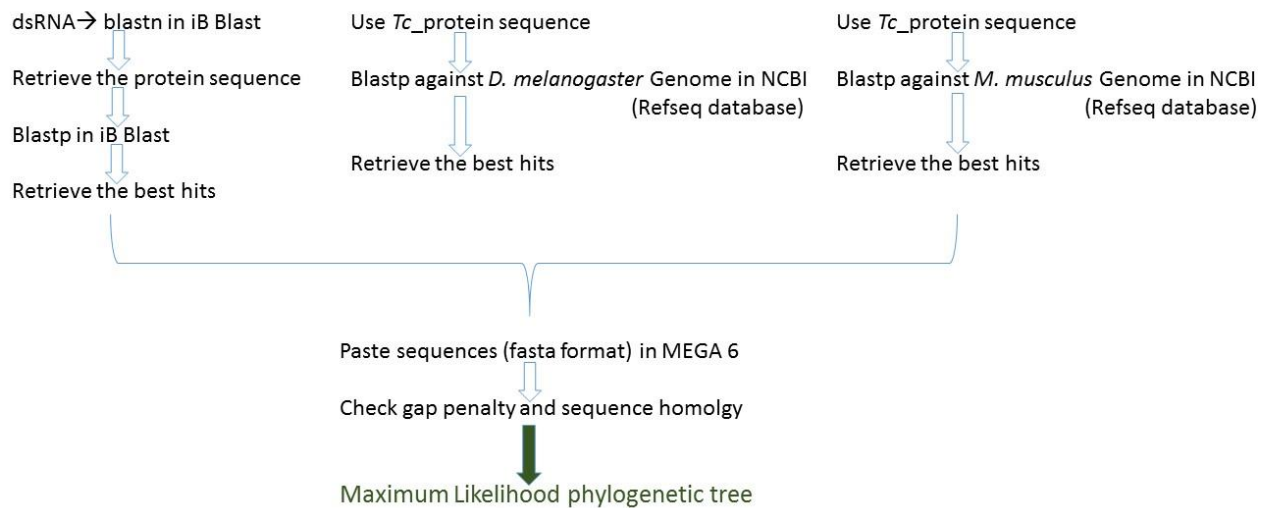 dsRNA→ blastn in iB Blast
Retrieve the protein sequence
Blastp in iB Blast
Retrieve the best hits
Use Tc_protein sequence
Blastp against D. melanogaster Genome in NCBI
(Refseq database)
Retrieve the best hits
Use Tc_protein sequence
Blastp against M. musculus Genome in NCBI
(Refseq database)
Retrieve the best hits
Paste sequences (fasta format) in MEGA 6
Check gap penalty and sequence homolgy
Maximum Likelihood phylogenetic tree